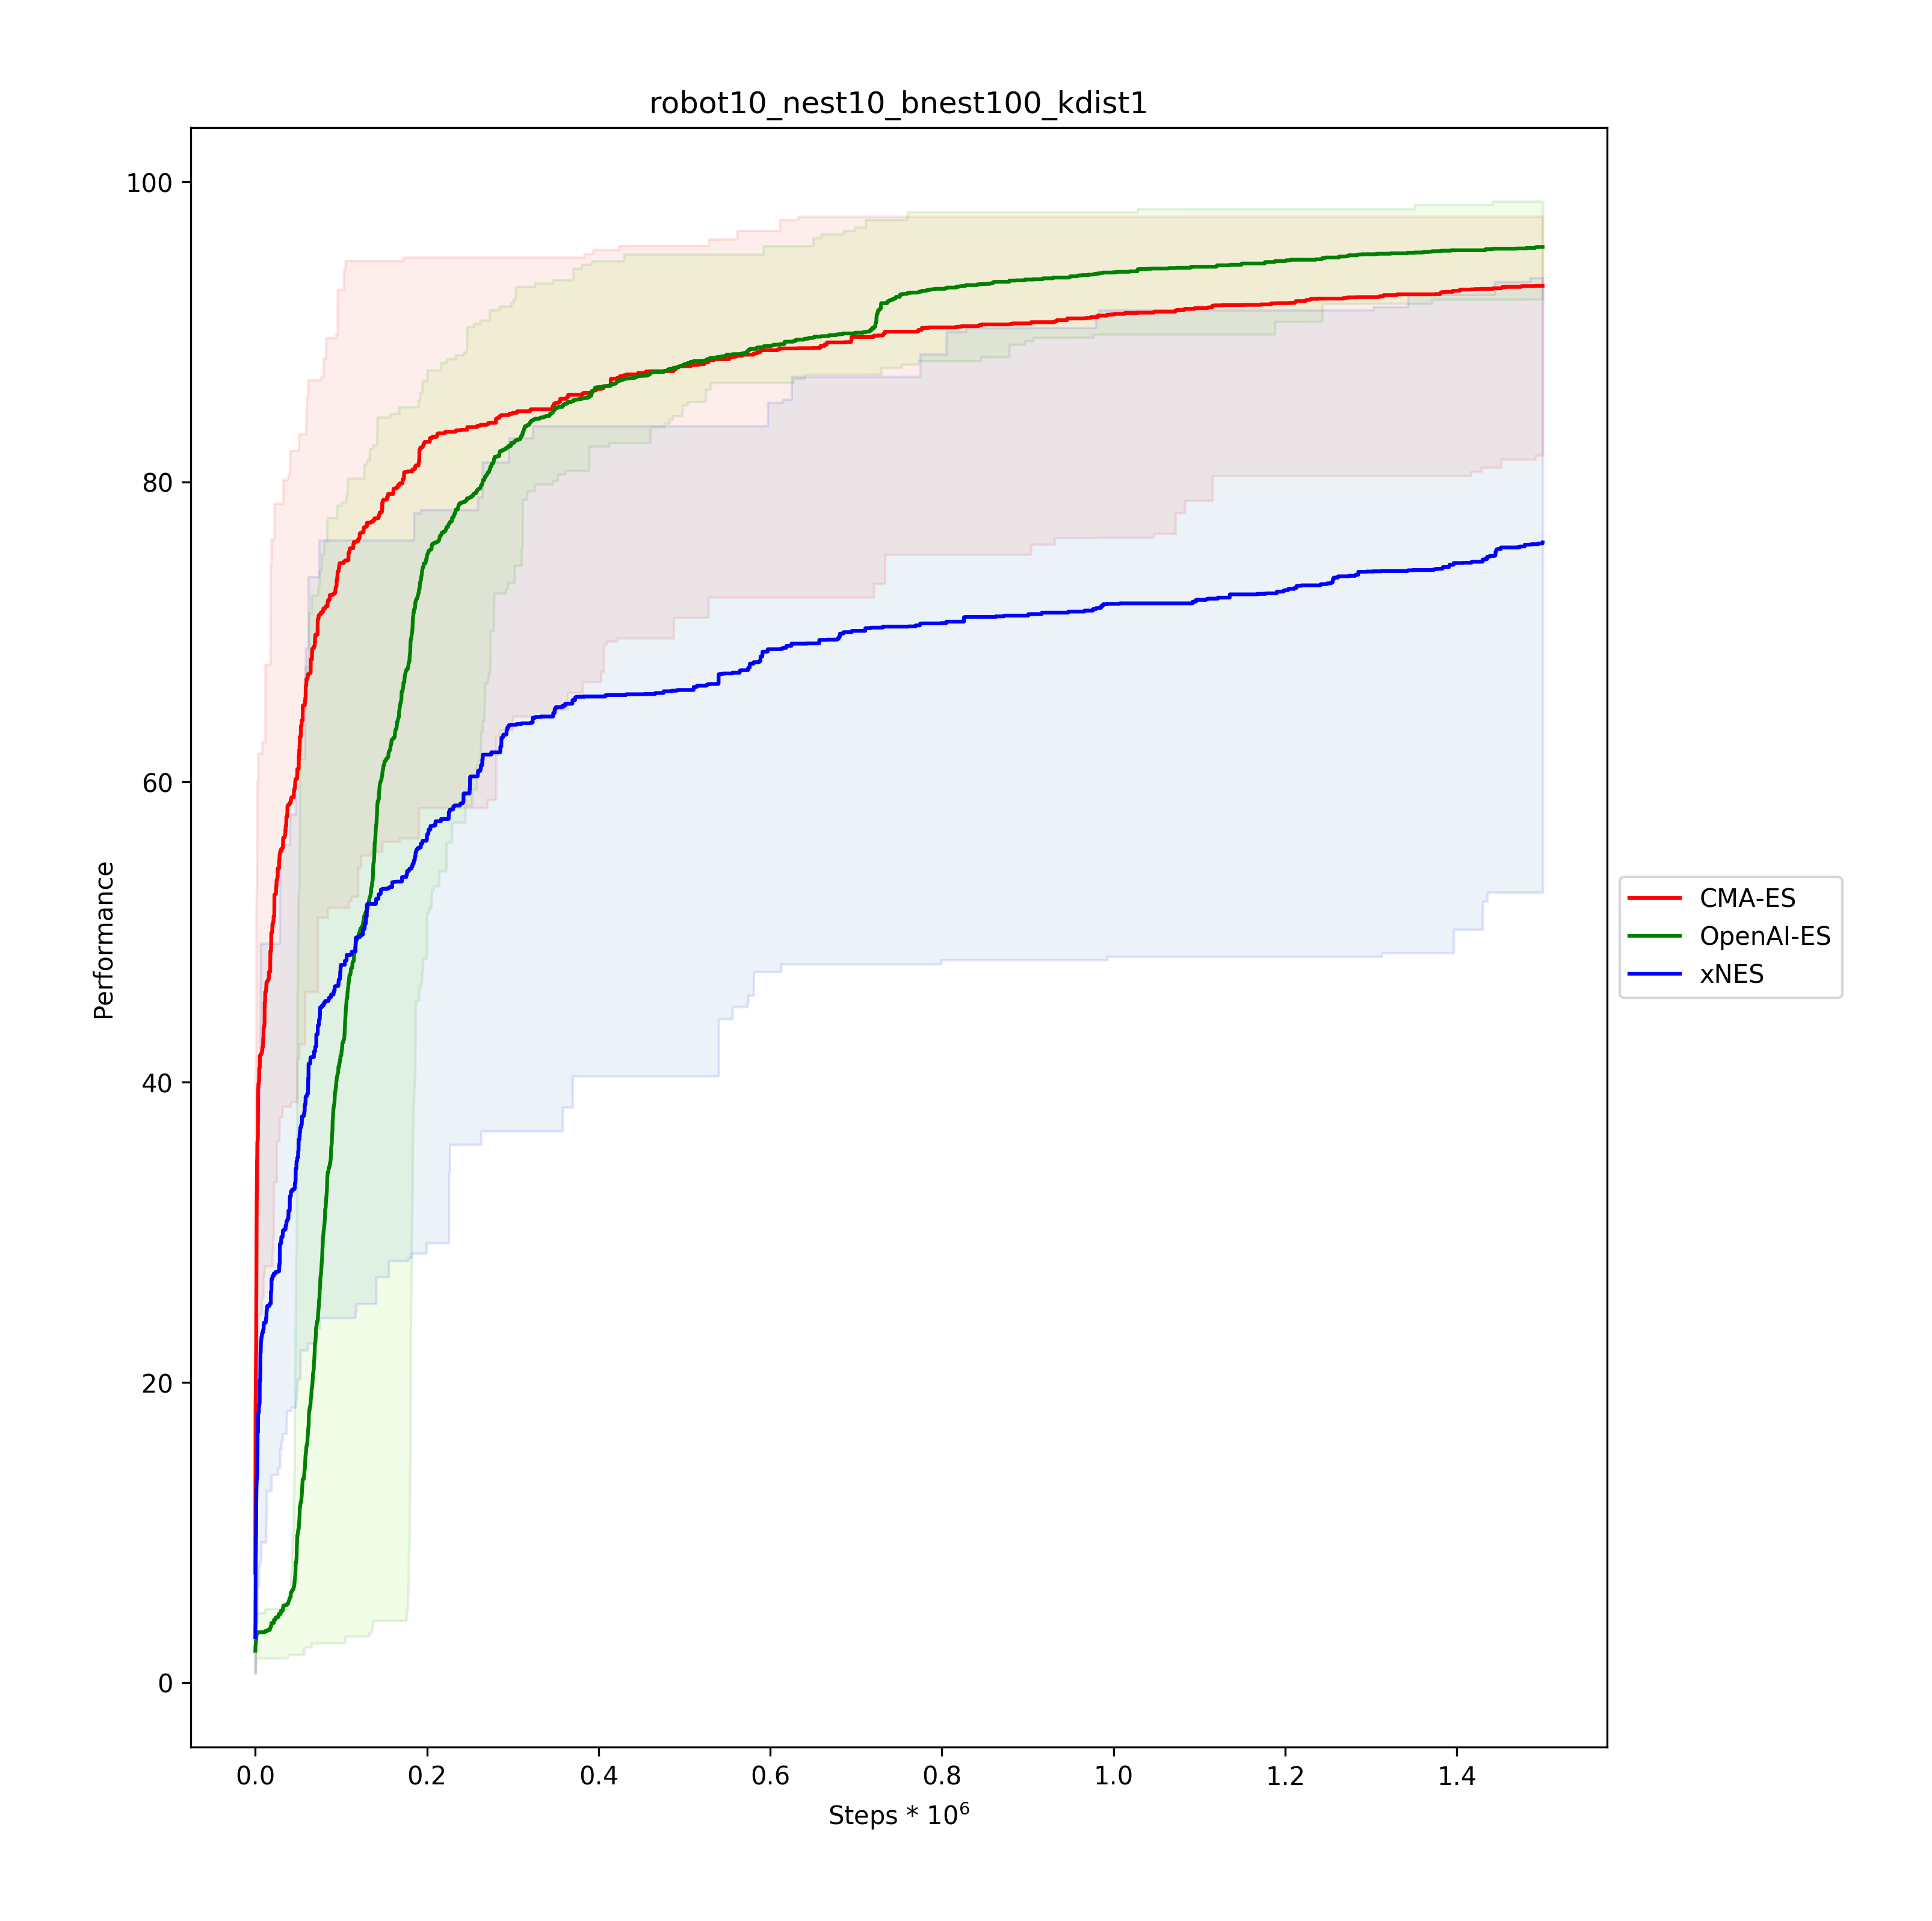 robot10_nest10_bnest100_kdist1
100
80
60
40
20
0
Performance
0.0 0.2 0.4 0.6 0.8 1.0 1.2 1.4
Steps * 10⁶
CMA-ES
OpenAI-ES
xNES